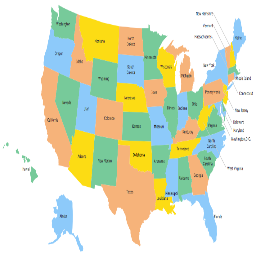 New Hampshire
Vermont
Massachusetts
Washington
Montana
North
Dakota
Minnesota
Maine
Oregon
Idaho
South
Dakota
Wisconsin
Michigan
New York
Rhode Island
Connecticut
Wyoming
Iowa
Pennsylvania
New Jersey
Nevada
Utah
Colorado
Nebraska
Illinois
Indiana
Ohio
Delaware
Maryland
Washington D.C.
California
Kansas
Missouri
Kentucky
Virginia
West Virginia
Arizona
New Mexico
Oklahoma
Arkansas
Tennessee
North
Carolina
South
Carolina
Texas
Louisiana
Alabama
Georgia
Florida
Hawaii
Alaska